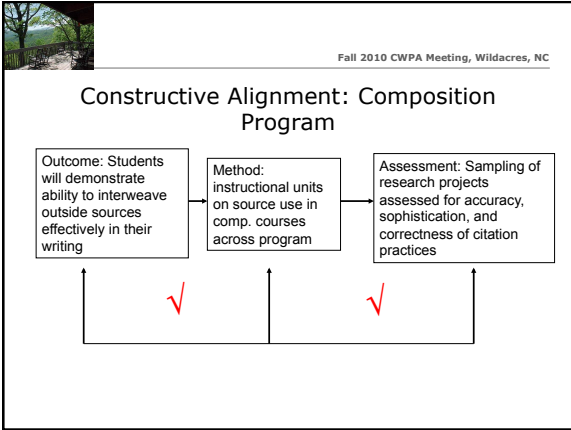 Fall 2010 CWPA Meeting, Wildacres, NC
Constructive Alignment: Composition
Program
Outcome: Students
will demonstrate
ability to interweave
outside sources
effectively in their
writing
Method:
instructional units
on source use in
comp. courses
across program
Assessment: Sampling of
research projects
assessed for accuracy,
sophistication, and
correctness of citation
practices
√
√